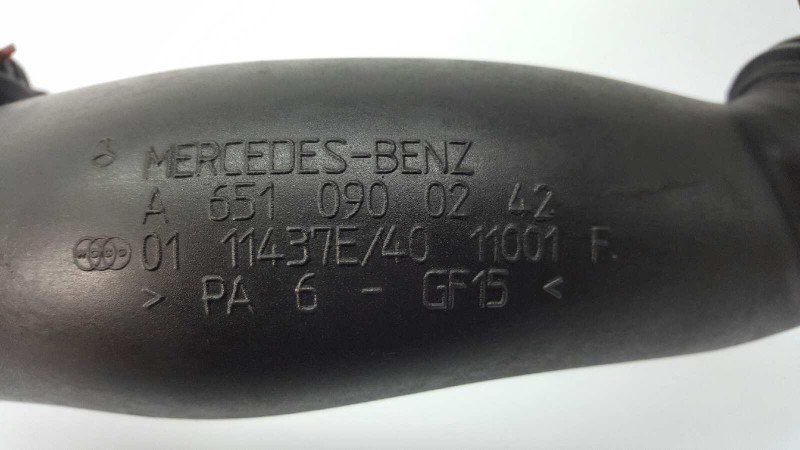 MERCEDES-BENZ
A 651 090 02 42
01 11437E/40 11001 F.
> PA 6 - GF15 <